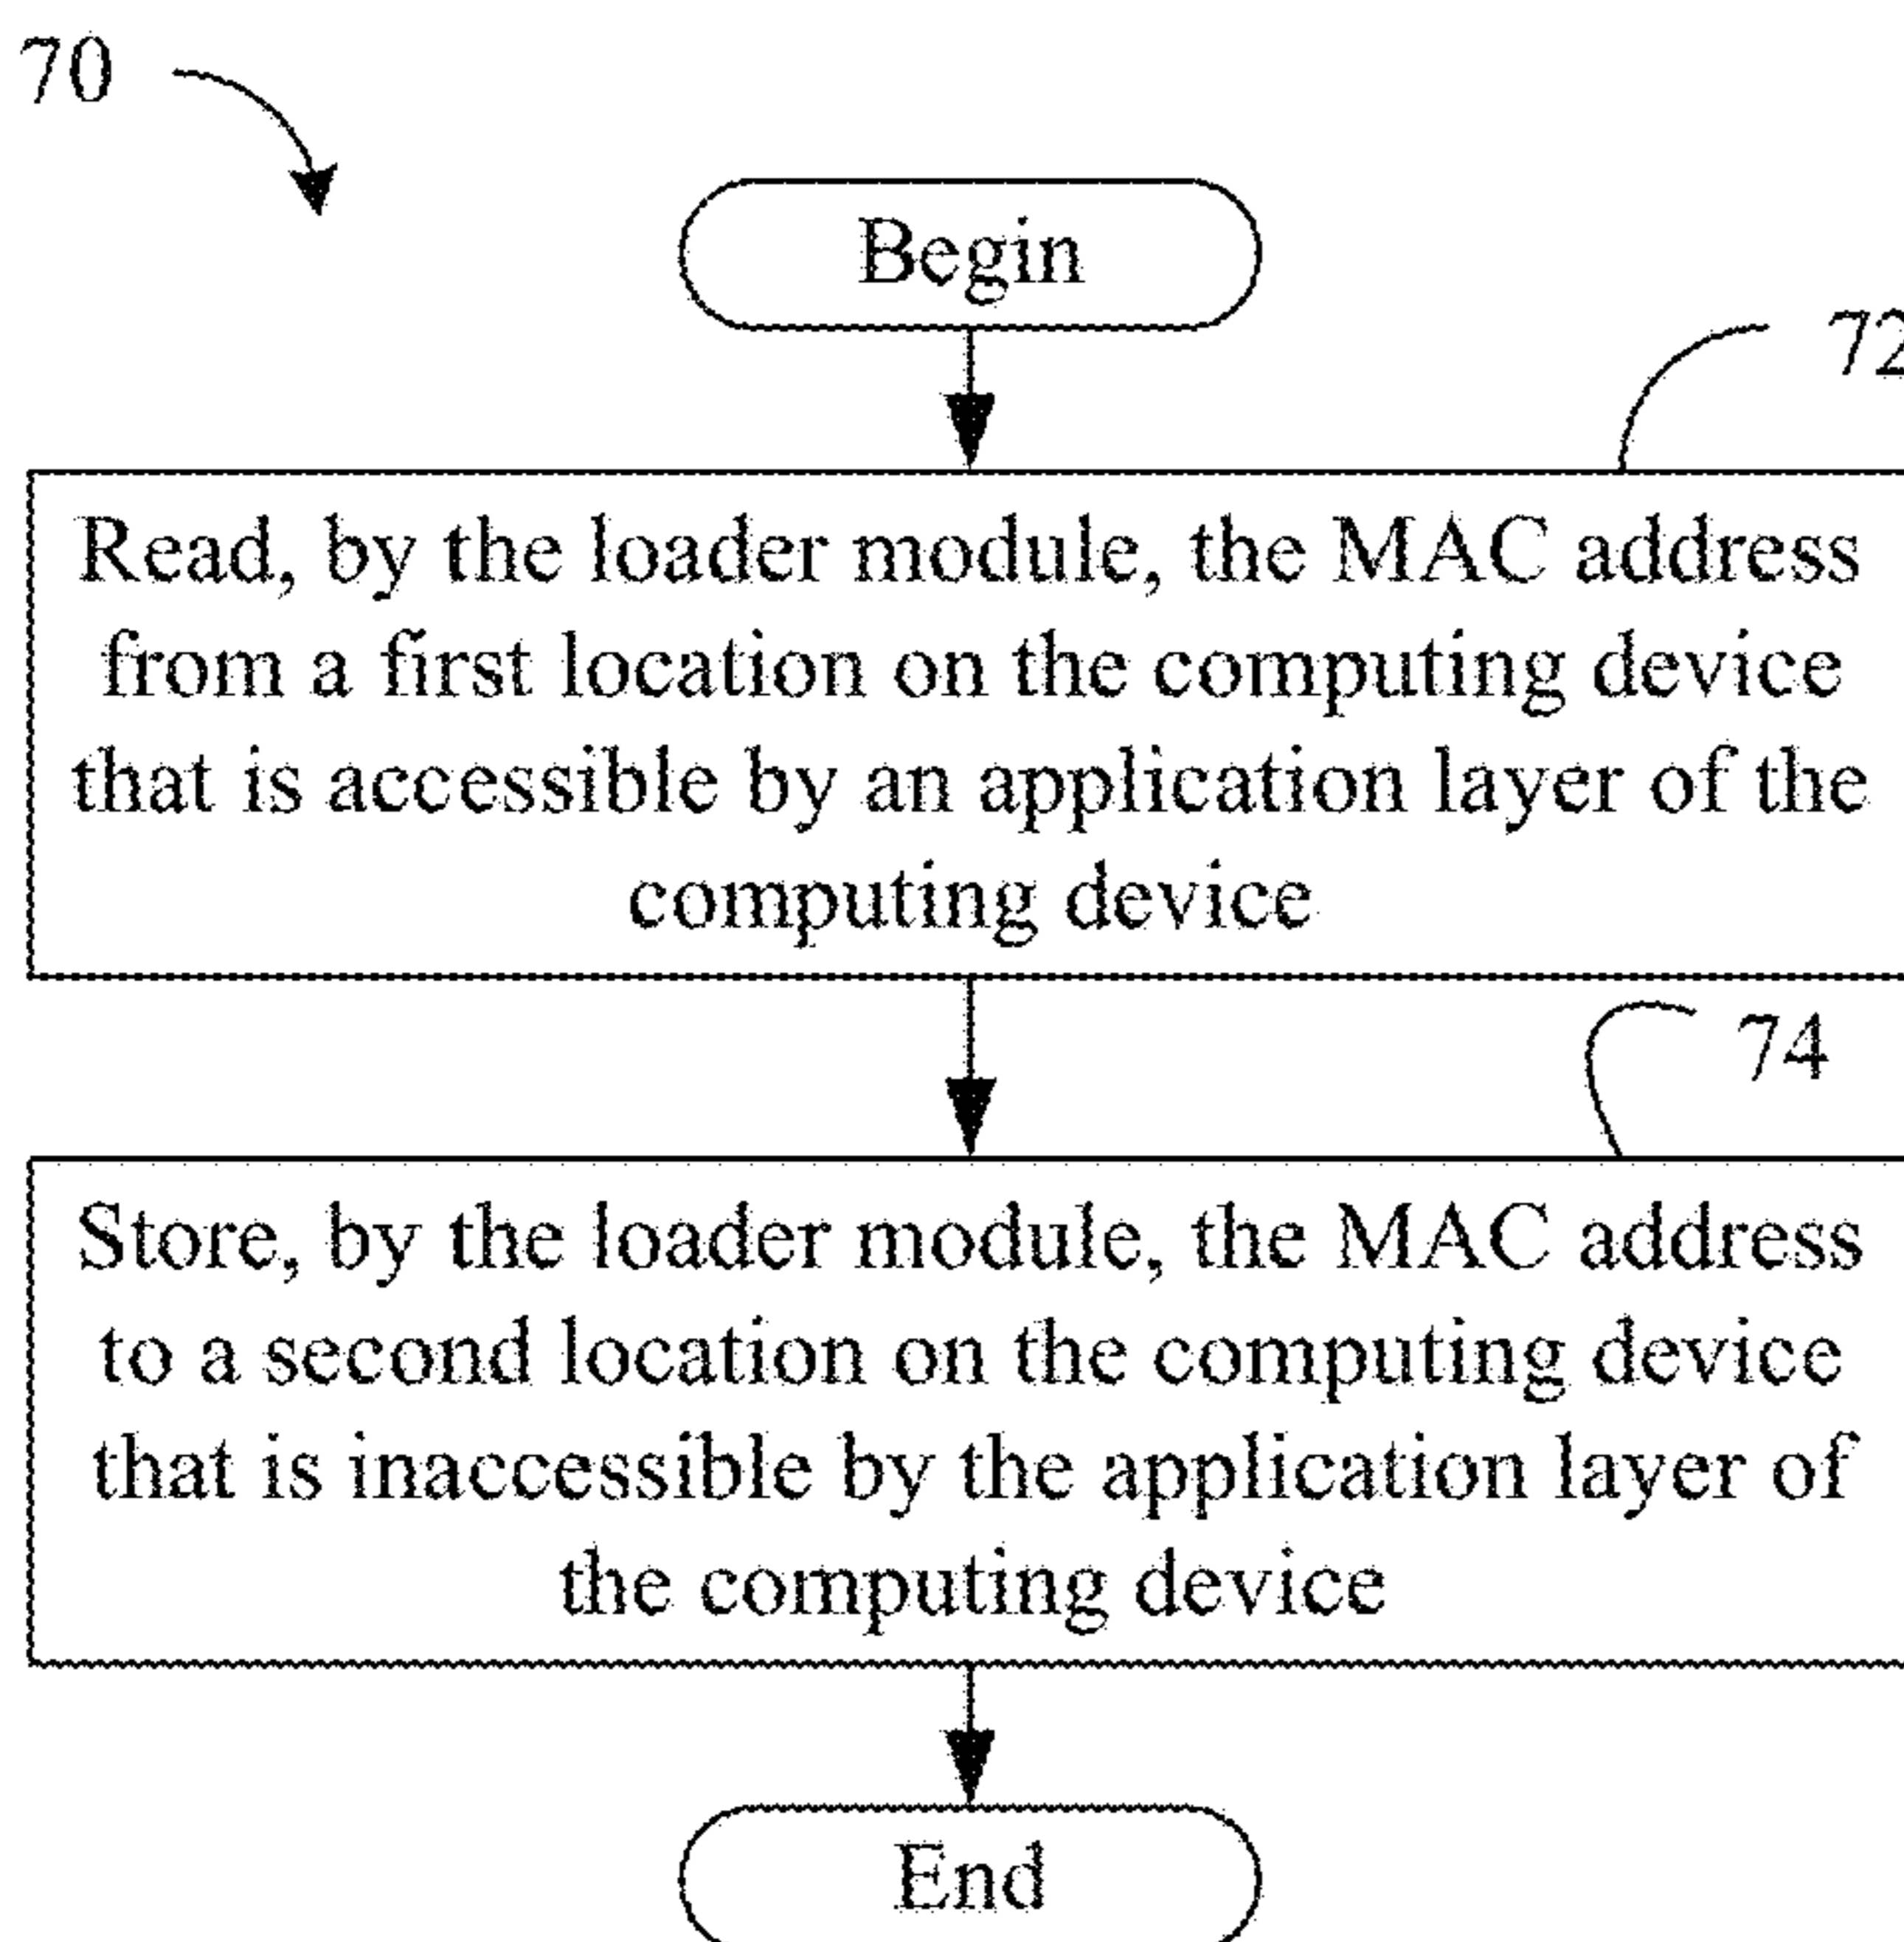 70
Begin
72
Read, by the loader module, the MAC address
from a first location on the computing device
that is accessible by an application layer of the
computing device
74
Store, by the loader module, the MAC address
to a second location on the computing device
that is inaccessible by the application layer of
the computing device
End